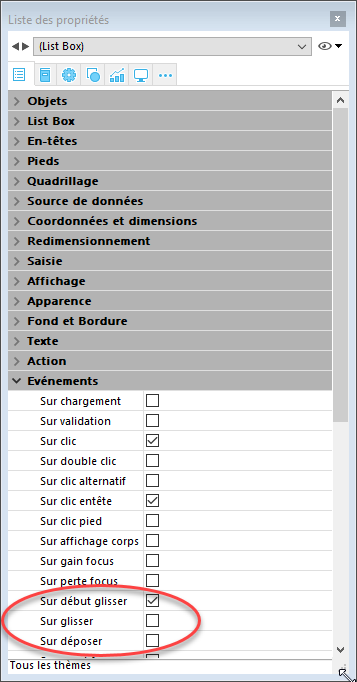 Liste des propriétés
(List Box)
Objets
List Box
En-têtes
Pieds
Quadrillage
Source de données
Coordonnées et dimensions
Redimensionnement
Saisie
Affichage
Apparence
Fond et Bordure
Texte
Action
Evénements
Sur chargement
Sur validation
Sur clic
Sur double clic
Sur clic alternatif
Sur clic entête
Sur clic pied
Sur affichage corps
Sur gain focus
Sur perte focus
Sur début glisser
Sur glisser
Sur déposer
Tous les thèmes